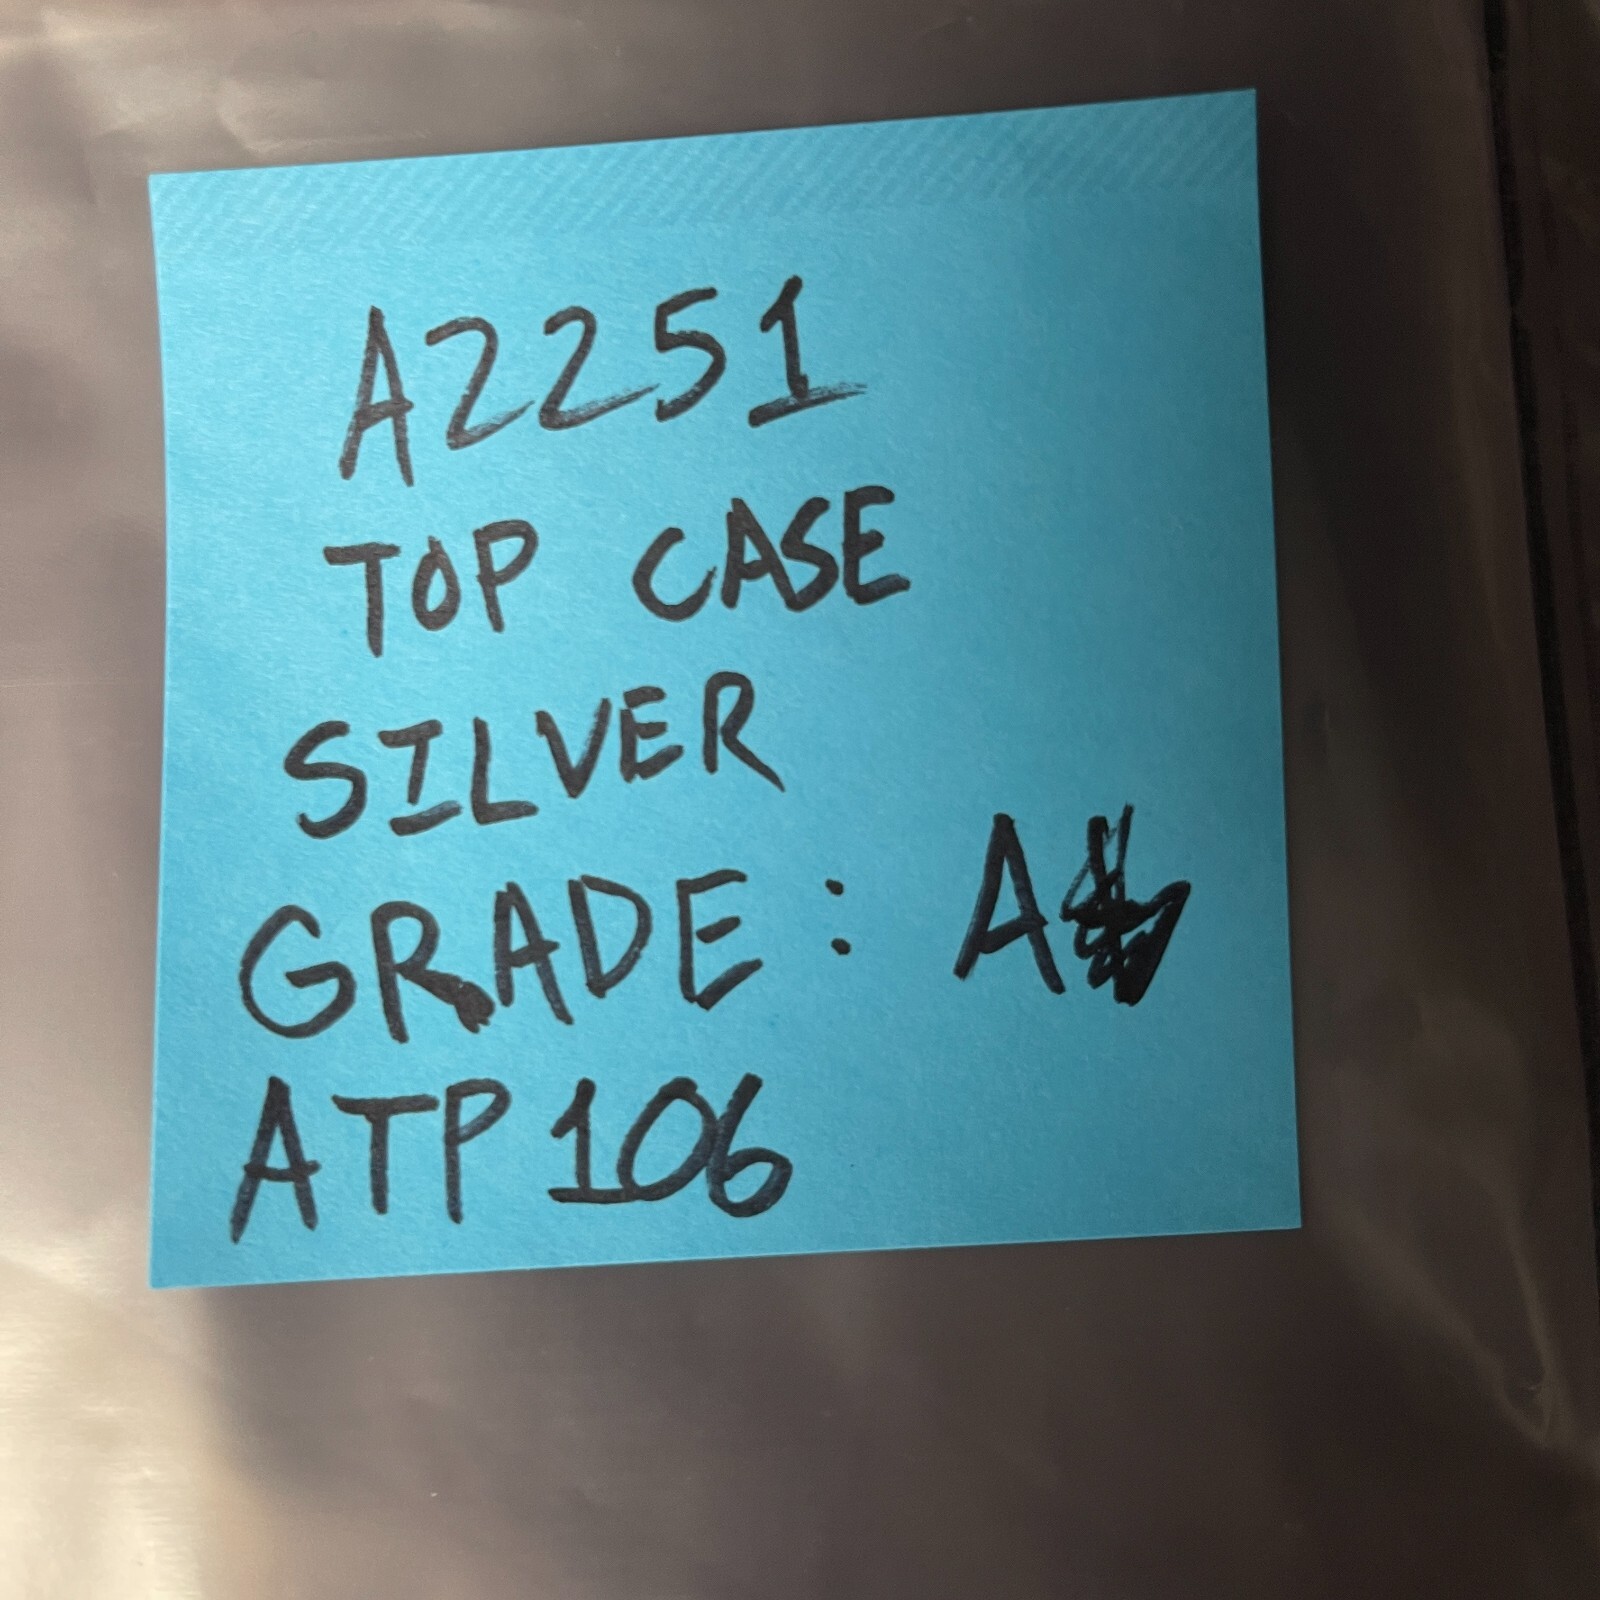 A2251
TOP CASE
SILVER
GRADE: A
ATP106